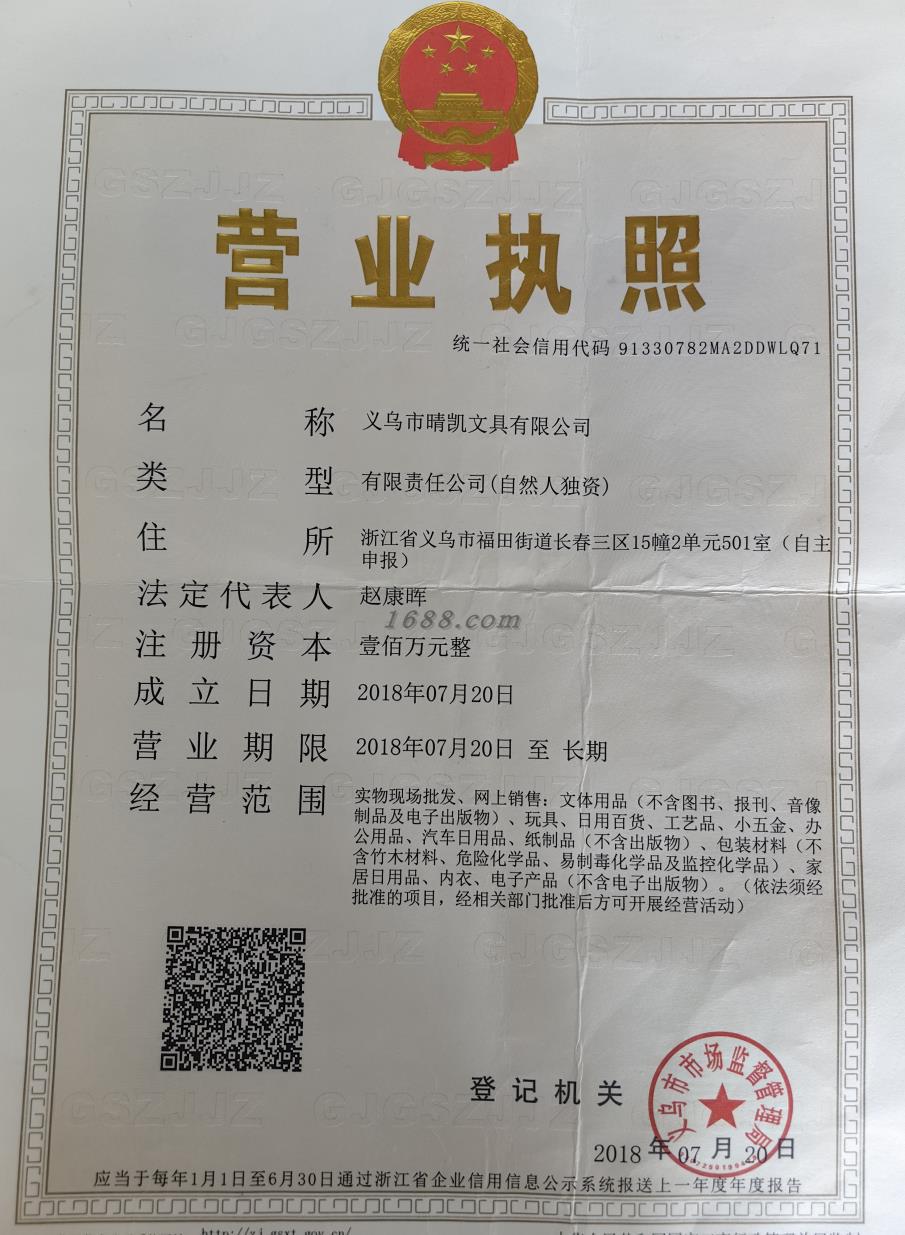 营业执照
统一社会信用代码 91330782MA2DDWLQ71
名称 义乌市晴凯文具有限公司
类型 有限责任公司(自然人独资)
住所 浙江省义乌市福田街道长春三区15幢2单元501室（自主
申报）
法定代表人 赵康晖
1688.com
注册资本 壹佰万元整
成立日期 2018年07月20日
营业期限 2018年07月20日 至 长期
经营范围 实物现场批发、网上销售：文体用品（不含图书、报刊、音像
制品及电子出版物）、玩具、日用百货、工艺品、小五金、办
公用品、汽车日用品、纸制品（不含出版物）、包装材料（不
含竹木材料、危险化学品、易制毒化学品及监控化学品）、家
居日用品、内衣、电子产品（不含电子出版物）。（依法须经
批准的项目，经相关部门批准后方可开展经营活动）
登记机关
义乌市市场监督管理局
2018 年 07 月 20 日
应当于每年1月1日至6月30日通过浙江省企业信用信息公示系统报送上一年度年度报告
http://zj.gsxt.gov.cn/